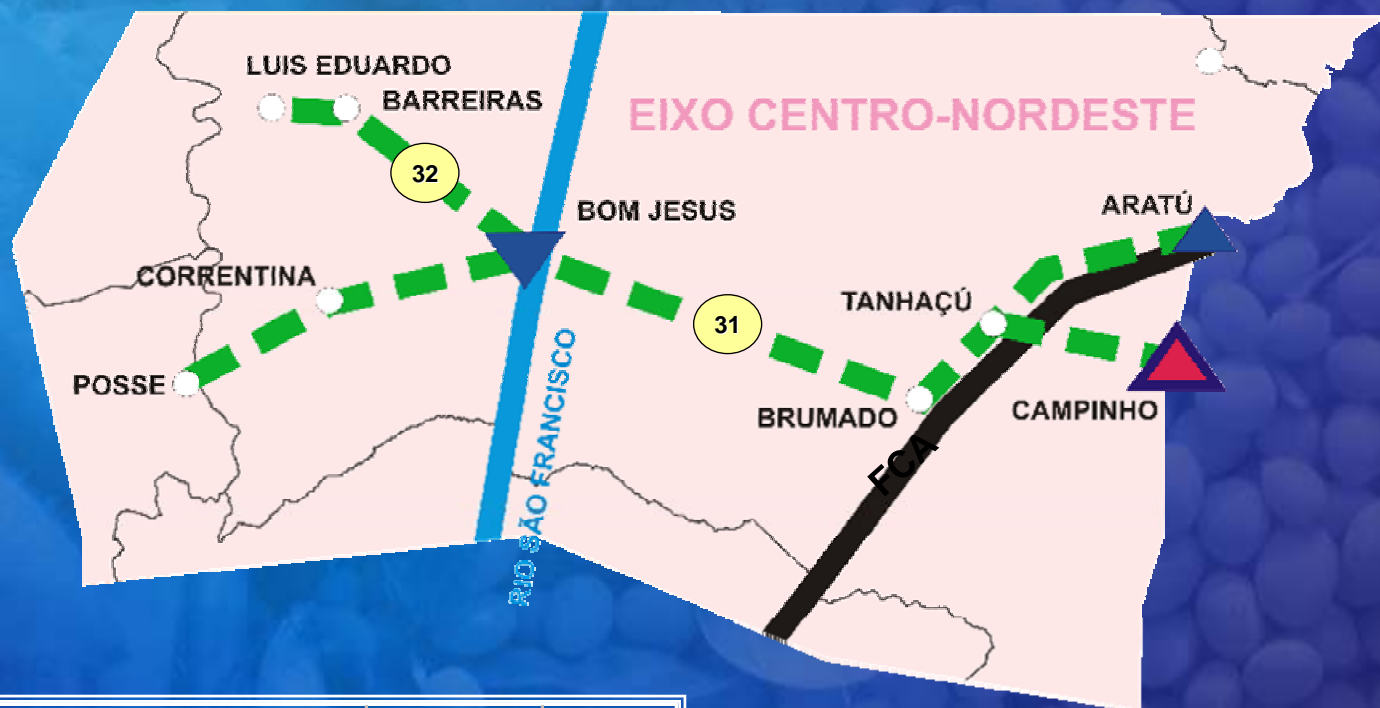 LUIS EDUARDO
BARREIRAS
EIXO CENTRO-NORDESTE
32
BOM JESUS
ARATÚ
CORRENTINA
TANHAÇÚ
31
POSSE
BRUMADO
CAMPINHO
FCA
RIO SÃO FRANCISCO